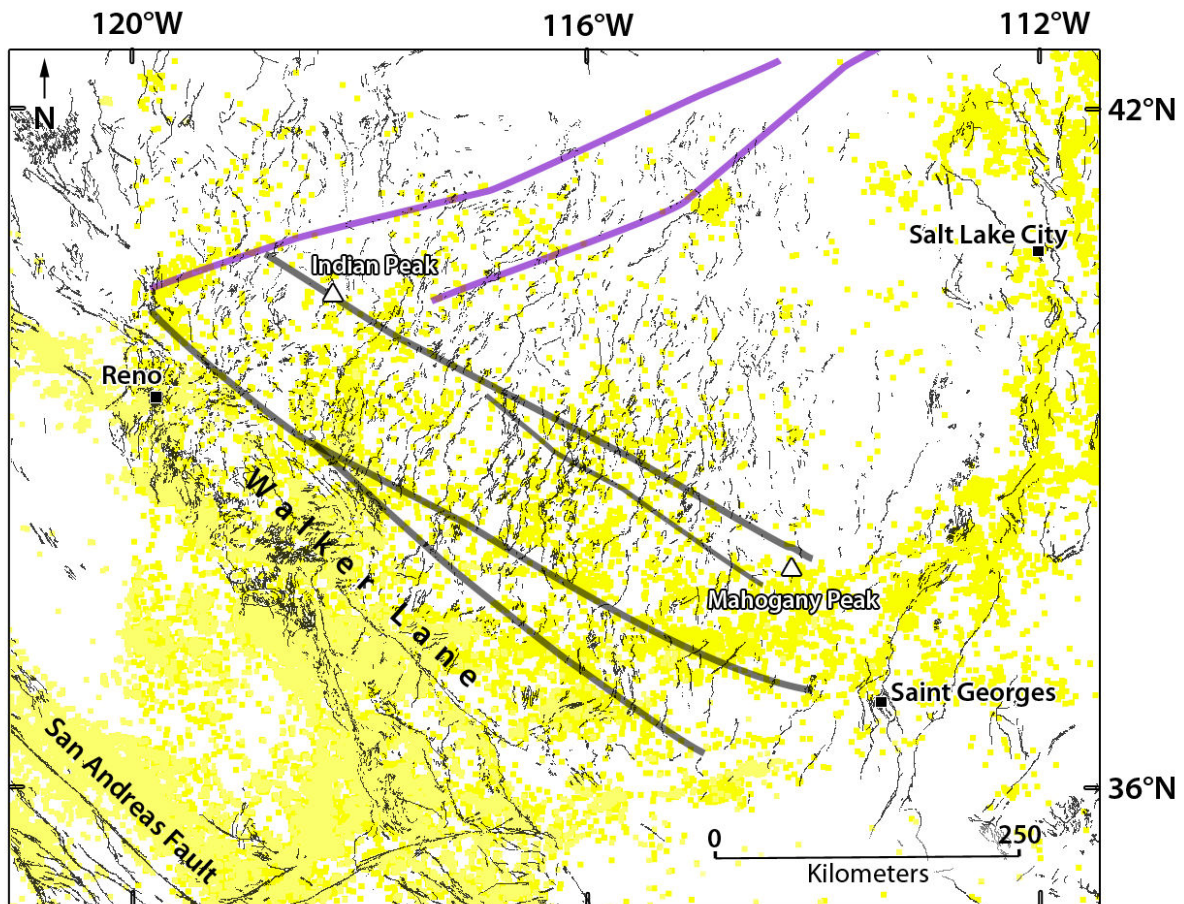 120°W
116°W
112°W
N
42°N
Salt Lake City
Indian Peak
Reno
Walker Lane
Mahogany Peak
Saint Georges
San Andreas Fault
36°N
0
250
Kilometers